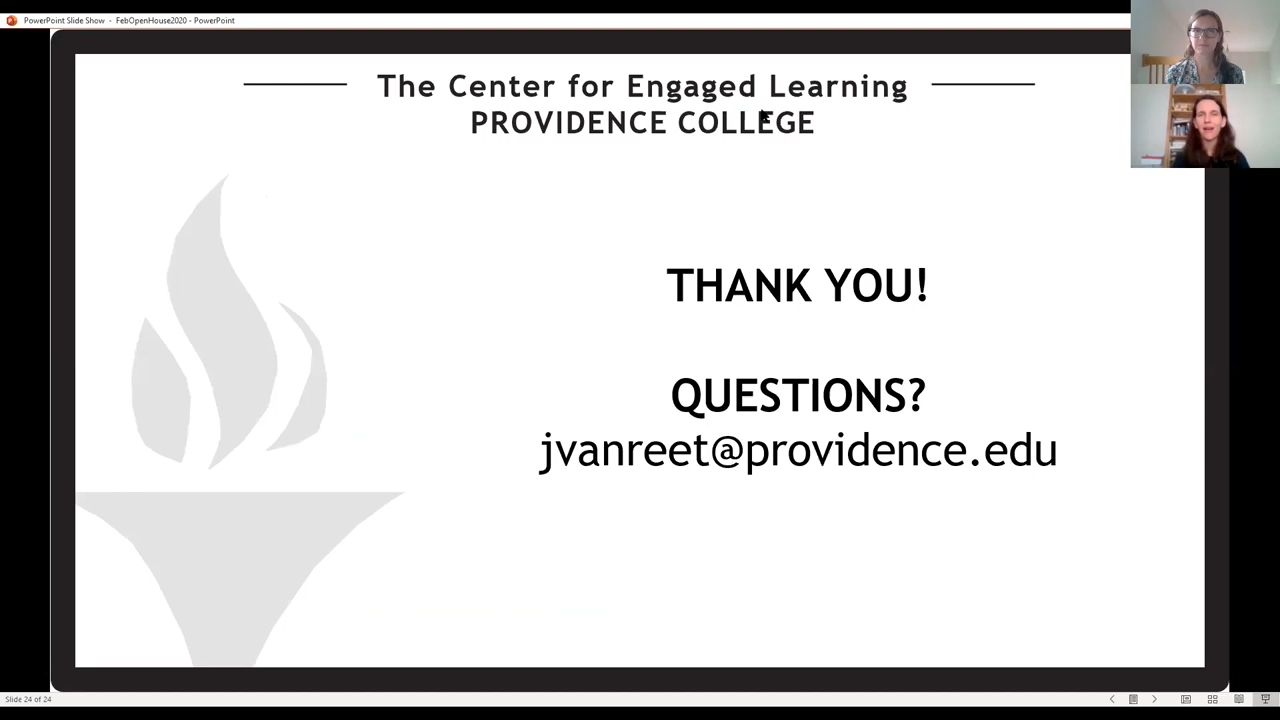 PowerPoint Slide Show - FebOpenHouse2020 - PowerPoint
The Center for Engaged Learning
PROVIDENCE COLLEGE
THANK YOU!
QUESTIONS?
jvanreet@providence.edu
Slide 24 of 24